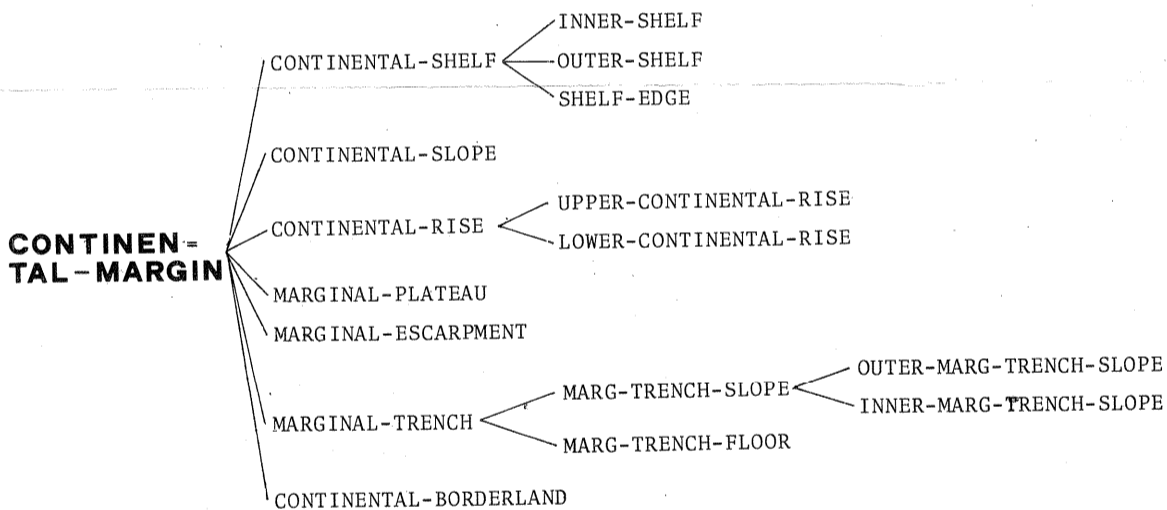 INNER-SHELF
CONTINENTAL-SHELF
OUTER-SHELF
SHELF-EDGE
CONTINENTAL-SLOPE
UPPER-CONTINENTAL-RISE
CONTINENTAL-RISE
LOWER-CONTINENTAL-RISE
CONTINEN=
TAL-MARGIN
MARGINAL-PLATEAU
MARGINAL-ESCARPMENT
OUTER-MARG-TRENCH-SLOPE
MARG-TRENCH-SLOPE
INNER-MARG-TRENCH-SLOPE
MARGINAL-TRENCH
MARG-TRENCH-FLOOR
CONTINENTAL-BORDERLAND